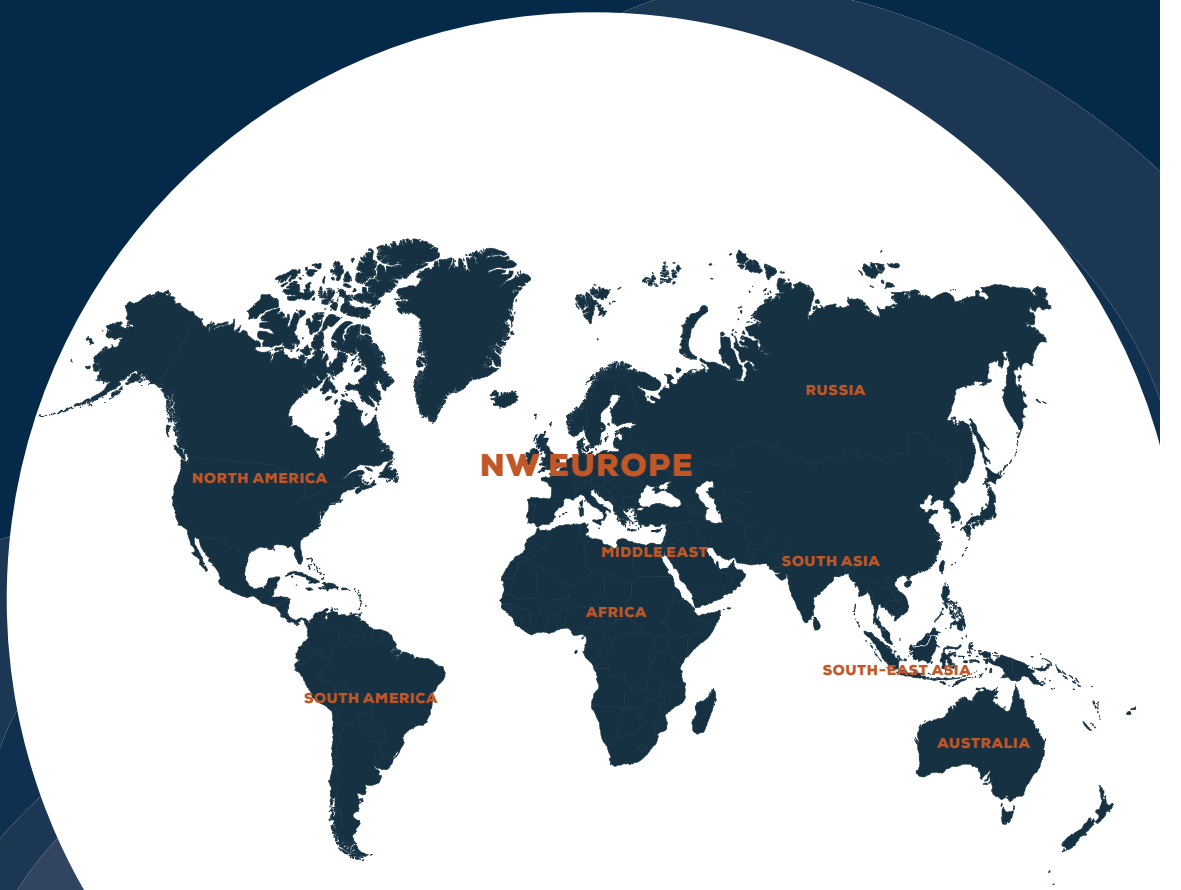 RUSSIA
NW EUROPE
NORTH AMERICA
MIDDLE EAST
SOUTH ASIA
AFRICA
SOUTH-EAST ASIA
SOUTH AMERICA
AUSTRALIA